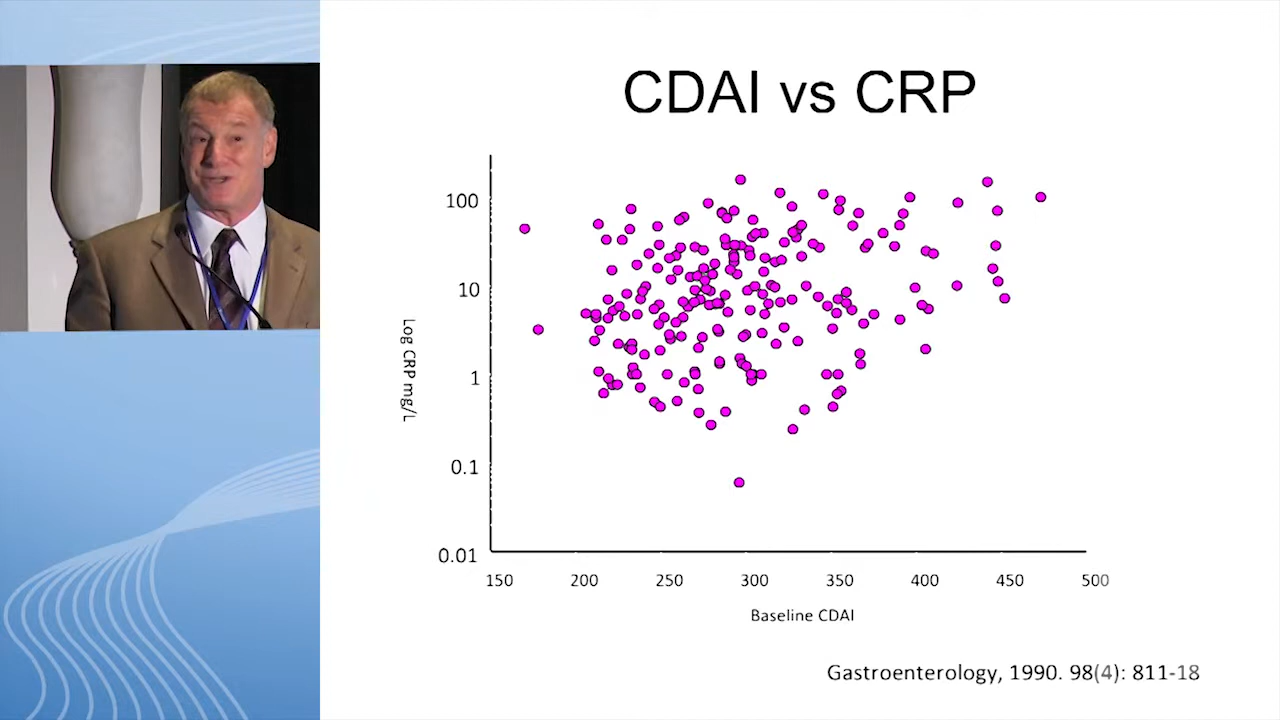 CDAI vs CRP
100
10
1
0.1
0.01
Log CRP mg/L
150 200 250 300 350 400 450 500
Baseline CDAI
Gastroenterology, 1990. 98(4): 811-18